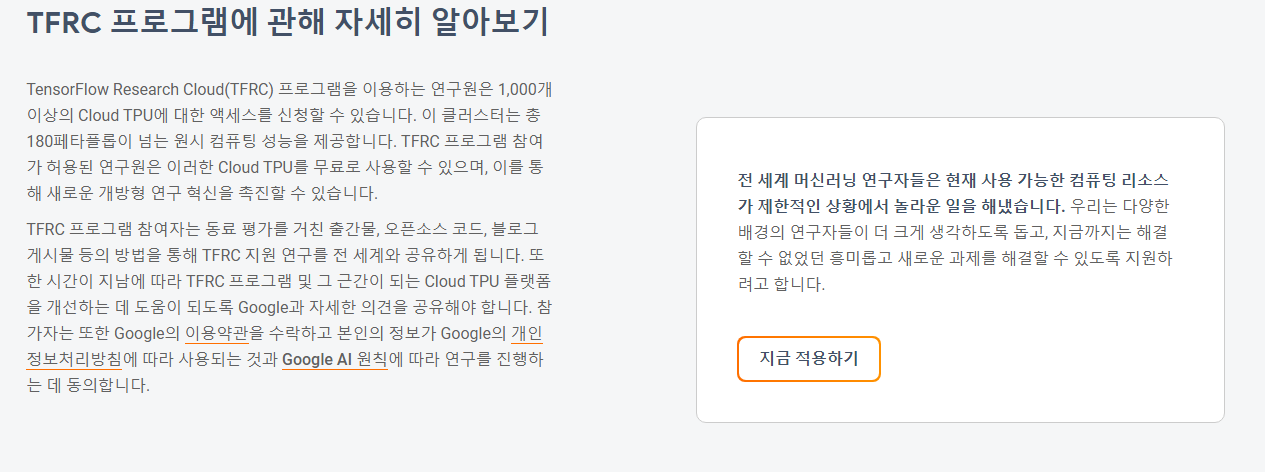 TFRC 프로그램에 관해 자세히 알아보기
TensorFlow Research Cloud(TFRC) 프로그램을 이용하는 연구원은 1,000개
이상의 Cloud TPU에 대한 액세스를 신청할 수 있습니다. 이 클러스터는 총
180페타플롭이 넘는 원시 컴퓨팅 성능을 제공합니다. TFRC 프로그램 참여
가 허용된 연구원은 이러한 Cloud TPU를 무료로 사용할 수 있으며, 이를 통
해 새로운 개방형 연구 혁신을 촉진할 수 있습니다.
TFRC 프로그램 참여자는 동료 평가를 거친 출간물, 오픈소스 코드, 블로그
게시물 등의 방법을 통해 TFRC 지원 연구를 전 세계와 공유하게 됩니다. 또
한 시간이 지남에 따라 TFRC 프로그램 및 그 근간이 되는 Cloud TPU 플랫폼
을 개선하는 데 도움이 되도록 Google과 자세한 의견을 공유해야 합니다. 참
가자는 또한 Google의 이용약관을 수락하고 본인의 정보가 Google의 개인
정보처리방침에 따라 사용되는 것과 Google AI 원칙에 따라 연구를 진행하
는 데 동의합니다.
전 세계 머신러닝 연구자들은 현재 사용 가능한 컴퓨팅 리소스
가 제한적인 상황에서 놀라운 일을 해냈습니다. 우리는 다양한
배경의 연구자들이 더 크게 생각하도록 돕고, 지금까지는 해결
할 수 없었던 흥미롭고 새로운 과제를 해결할 수 있도록 지원하
려고 합니다.
지금 적용하기